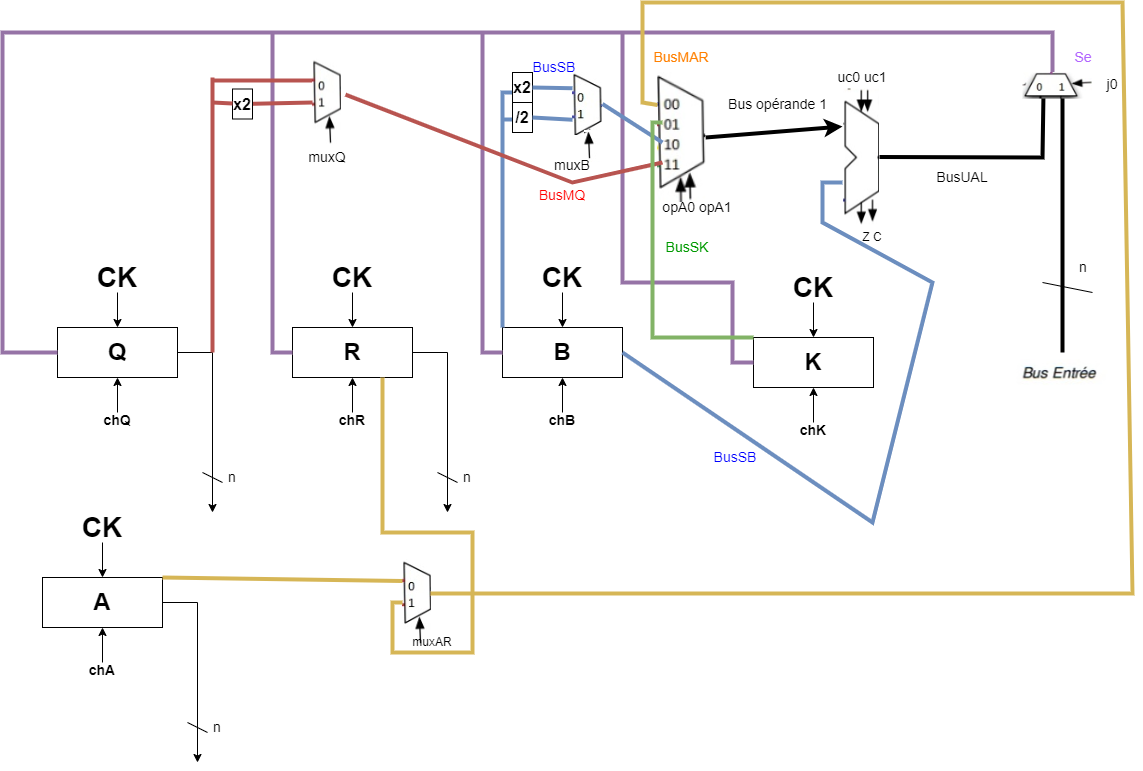 BusMAR
Se
BusSB
uc0 uc1
x2
0
1
x2
/2
0
1
00
01
10
11
Bus opérande 1
0 1
j0
muxQ
muxB
BusMQ
opA0 opA1
BusUAL
Z C
BusSK
n
CK
CK
CK
CK
Q
R
B
K
Bus Entrée
chQ
chR
chB
chK
BusSB
n
n
CK
A
0
1
muxAR
chA
n